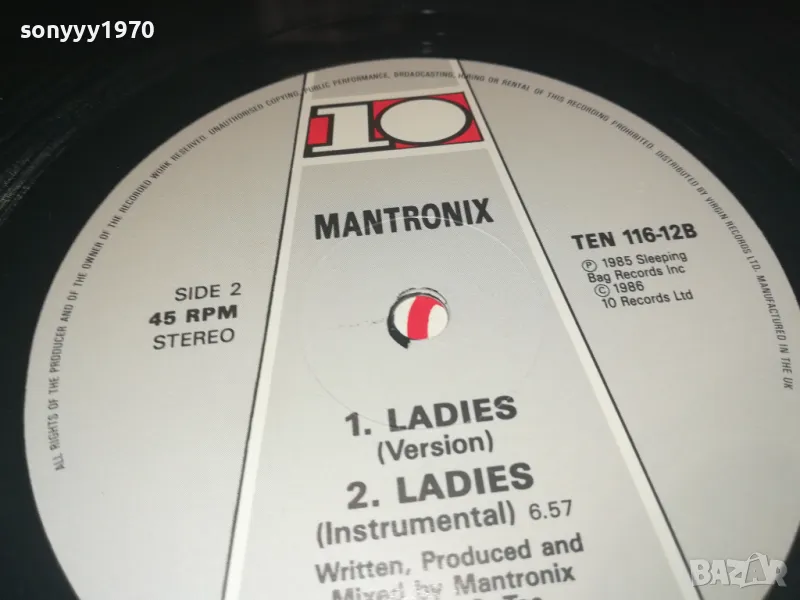 sonyyy1970
ALL RIGHTS OF THE PRODUCER AND OF THE OWNER OF THE RECORDED WORK RESERVED. UNAUTHORISED COPYING, PUBLIC PERFORMANCE, BROADCASTING, HIRING OR RENTAL OF THIS RECORDING PROHIBITED. DISTRIBUTED BY VIRGIN RECORDS LTD. MANUFACTURED IN THE UK
10
MANTRONIX
SIDE 2
45 RPM
STEREO
TEN 116-12B
Ⓟ 1985 Sleeping
Bag Records Inc
© 1986
10 Records Ltd
1. LADIES
(Version)
2. LADIES
(Instrumental) 6.57
Written, Produced and
Mixed by Mantronix
BAZAR